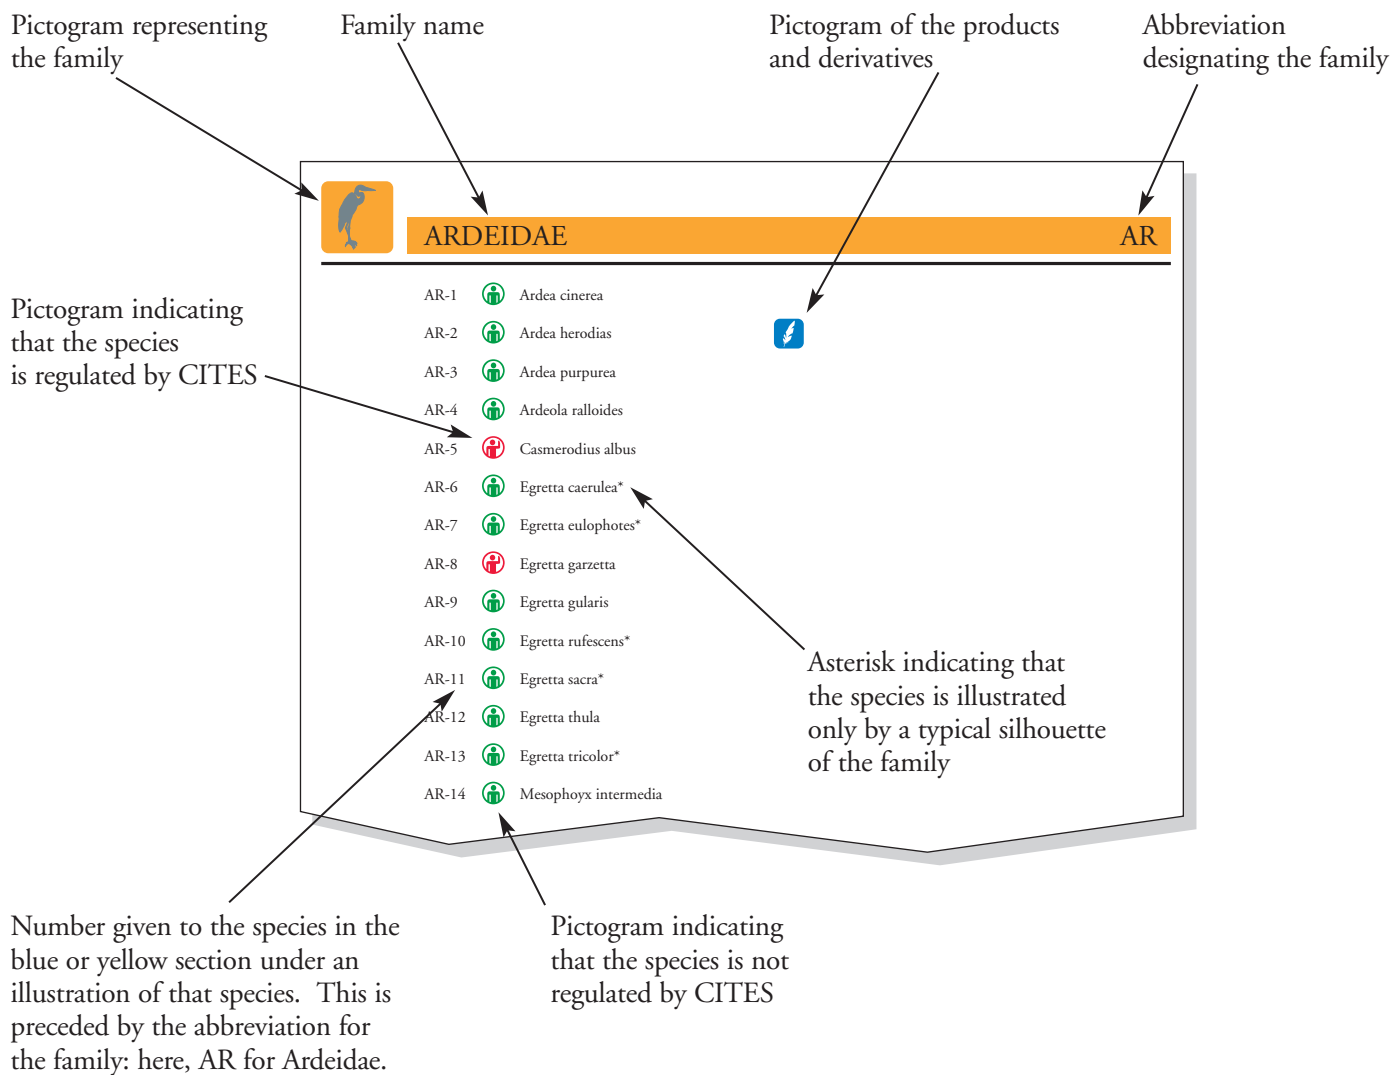 Pictogram representing
the family
Family name
Pictogram of the products
and derivatives
Abbreviation
designating the family
ARDEIDAE AR
Pictogram indicating
that the species
is regulated by CITES
AR-1 Ardea cinerea
AR-2 Ardea herodias
AR-3 Ardea purpurea
AR-4 Ardeola ralloides
AR-5 Casmerodius albus
AR-6 Egretta caerulea*
AR-7 Egretta eulophotes*
AR-8 Egretta garzetta
AR-9 Egretta gularis
AR-10 Egretta rufescens*
AR-11 Egretta sacra*
AR-12 Egretta thula
AR-13 Egretta tricolor*
AR-14 Mesophoyx intermedia
Asterisk indicating that
the species is illustrated
only by a typical silhouette
of the family
Number given to the species in the
blue or yellow section under an
illustration of that species. This is
preceded by the abbreviation for
the family: here, AR for Ardeidae.
Pictogram indicating
that the species is not
regulated by CITES